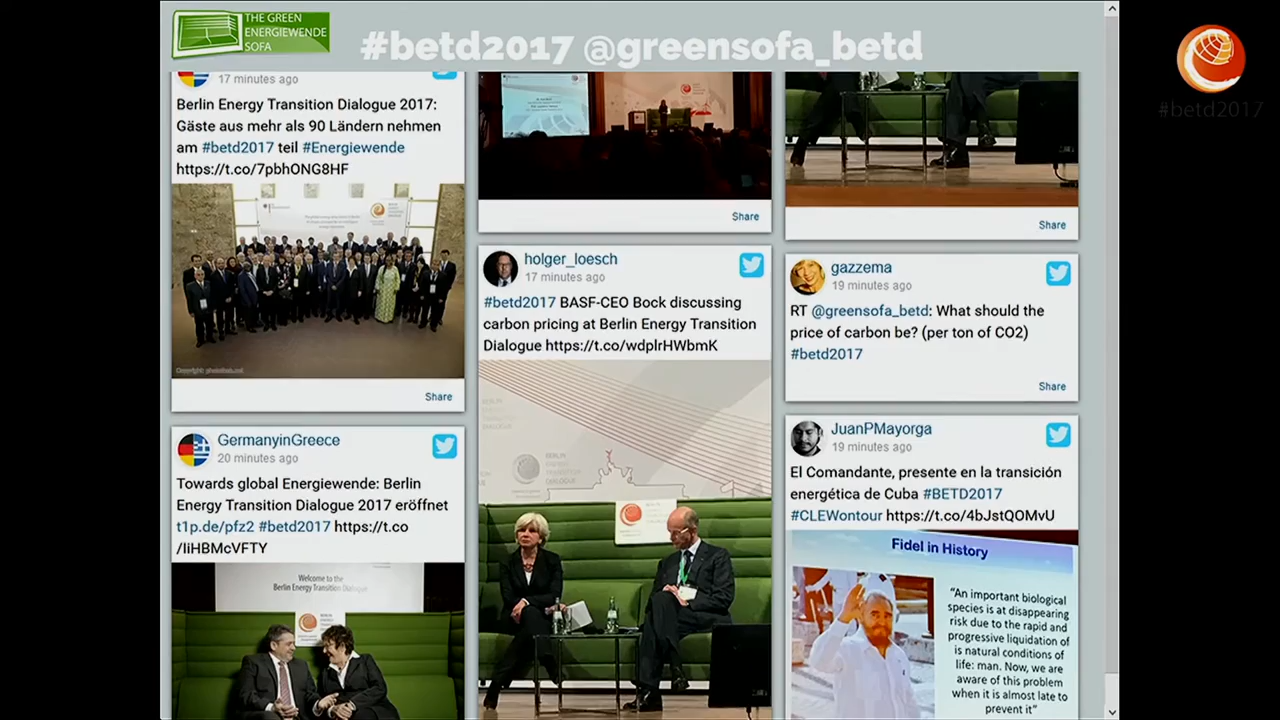 THE GREEN
ENERGIEWENDE
SOFA
#betd2017 @greensofa_betd
#betd2017
17 minutes ago
Berlin Energy Transition Dialogue 2017:
Gäste aus mehr als 90 Ländern nehmen
am #betd2017 teil #Energiewende
https://t.co/7pbhONG8HF
Share
GermanyinGreece
20 minutes ago
Towards global Energiewende: Berlin
Energy Transition Dialogue 2017 eröffnet
t1p.de/pfz2 #betd2017 https://t.co
/IiHBMcVFTY
Welcome to the
Berlin Energy Transition Dialogue
Share
holger_loesch
17 minutes ago
#betd2017 BASF-CEO Bock discussing
carbon pricing at Berlin Energy Transition
Dialogue https://t.co/wdplrHWbmK
BERLIN
ENERGY
TRANSITION
DIALOGUE
Share
gazzema
19 minutes ago
RT @greensofa_betd: What should the
price of carbon be? (per ton of CO2)
#betd2017
Share
JuanPMayorga
19 minutes ago
El Comandante, presente en la transición
energética de Cuba #BETD2017
#CLEWontour https://t.co/4bJstQOMvU
Fidel in History
"An important biological
species is at disappearing
risk due to the rapid and
progressive liquidation of
is natural conditions of
life: man. Now, we are
aware of this problem
when it is almost late to
prevent it"